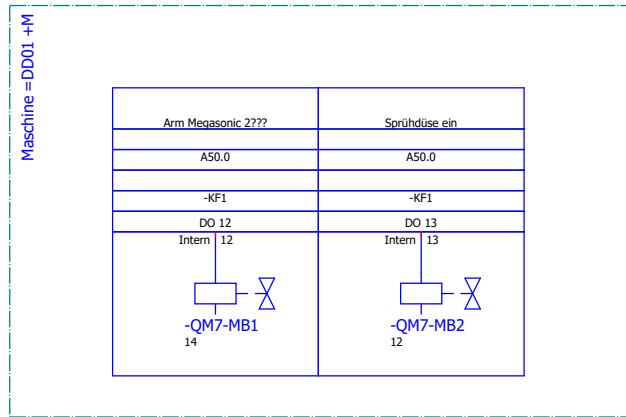 Maschine =DD01 +M
Arm Megasonic 2??? Sprühdüse ein
A50.0 A50.0
-KF1 -KF1
DO 12 DO 13
Intern 12 Intern 13
-QM7-MB1 -QM7-MB2
14 12